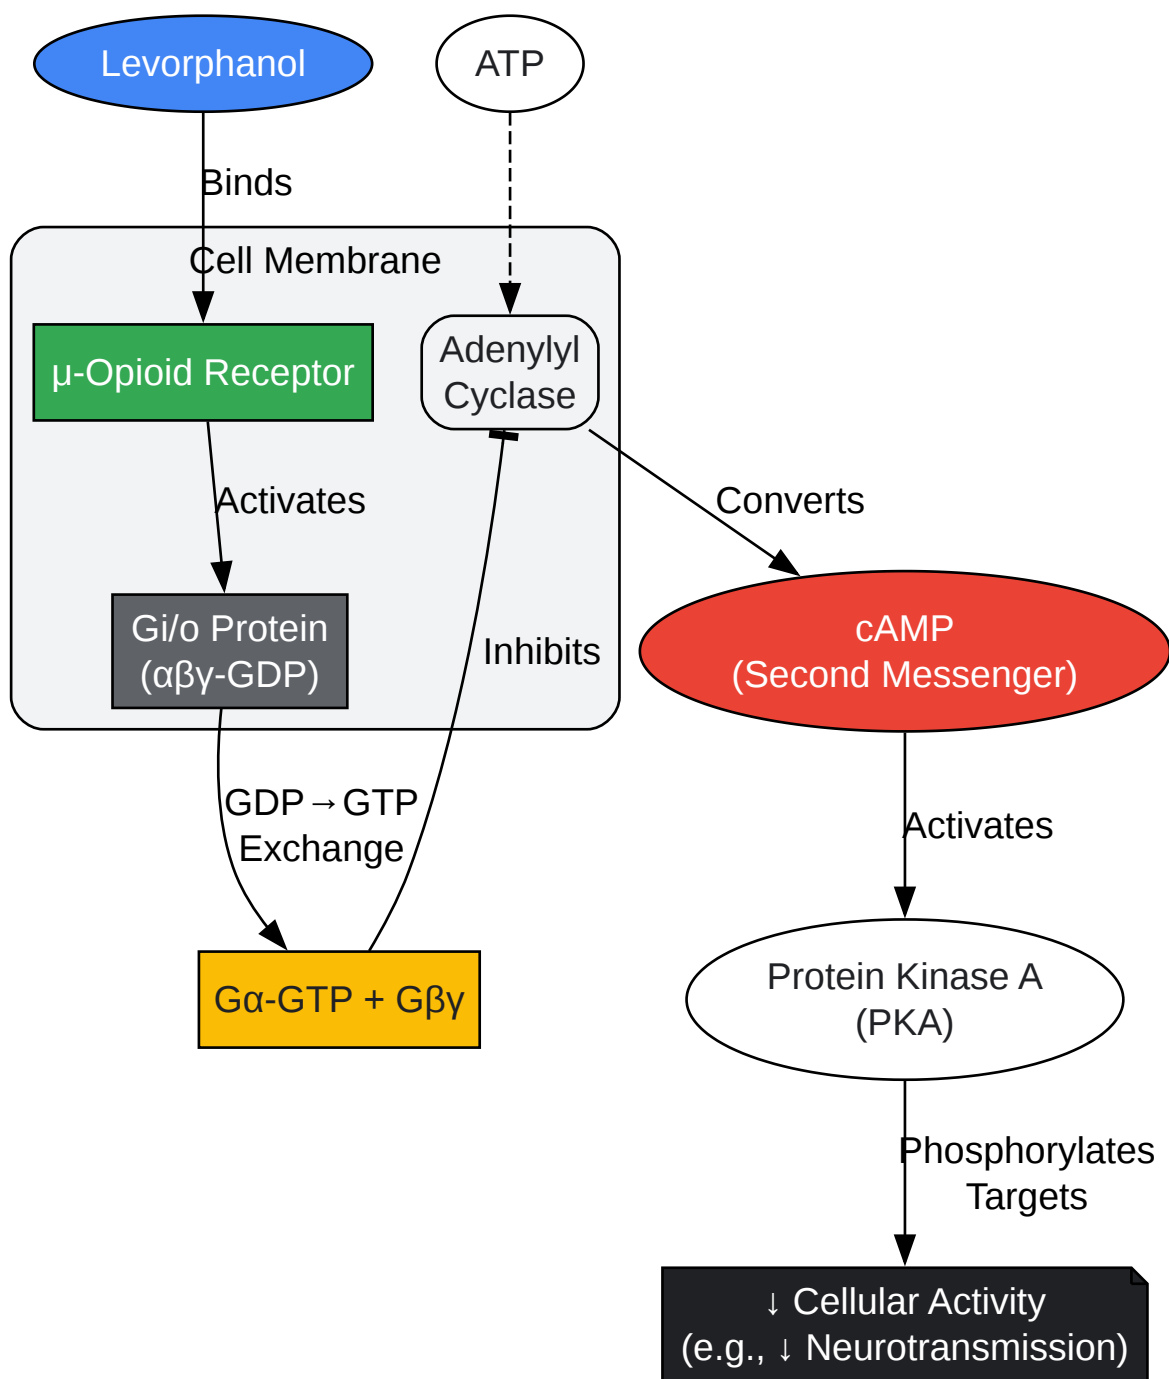 Levorphanol
ATP
Binds
Cell Membrane
μ-Opioid Receptor
Adenylyl
Cyclase
Activates
Converts
Gi/o Protein
(αβγ-GDP)
Inhibits
cAMP
(Second Messenger)
GDP→GTP
Exchange
Activates
Gα-GTP + Gβγ
Protein Kinase A
(PKA)
Phosphorylates
Targets
↓ Cellular Activity
(e.g., ↓ Neurotransmission)